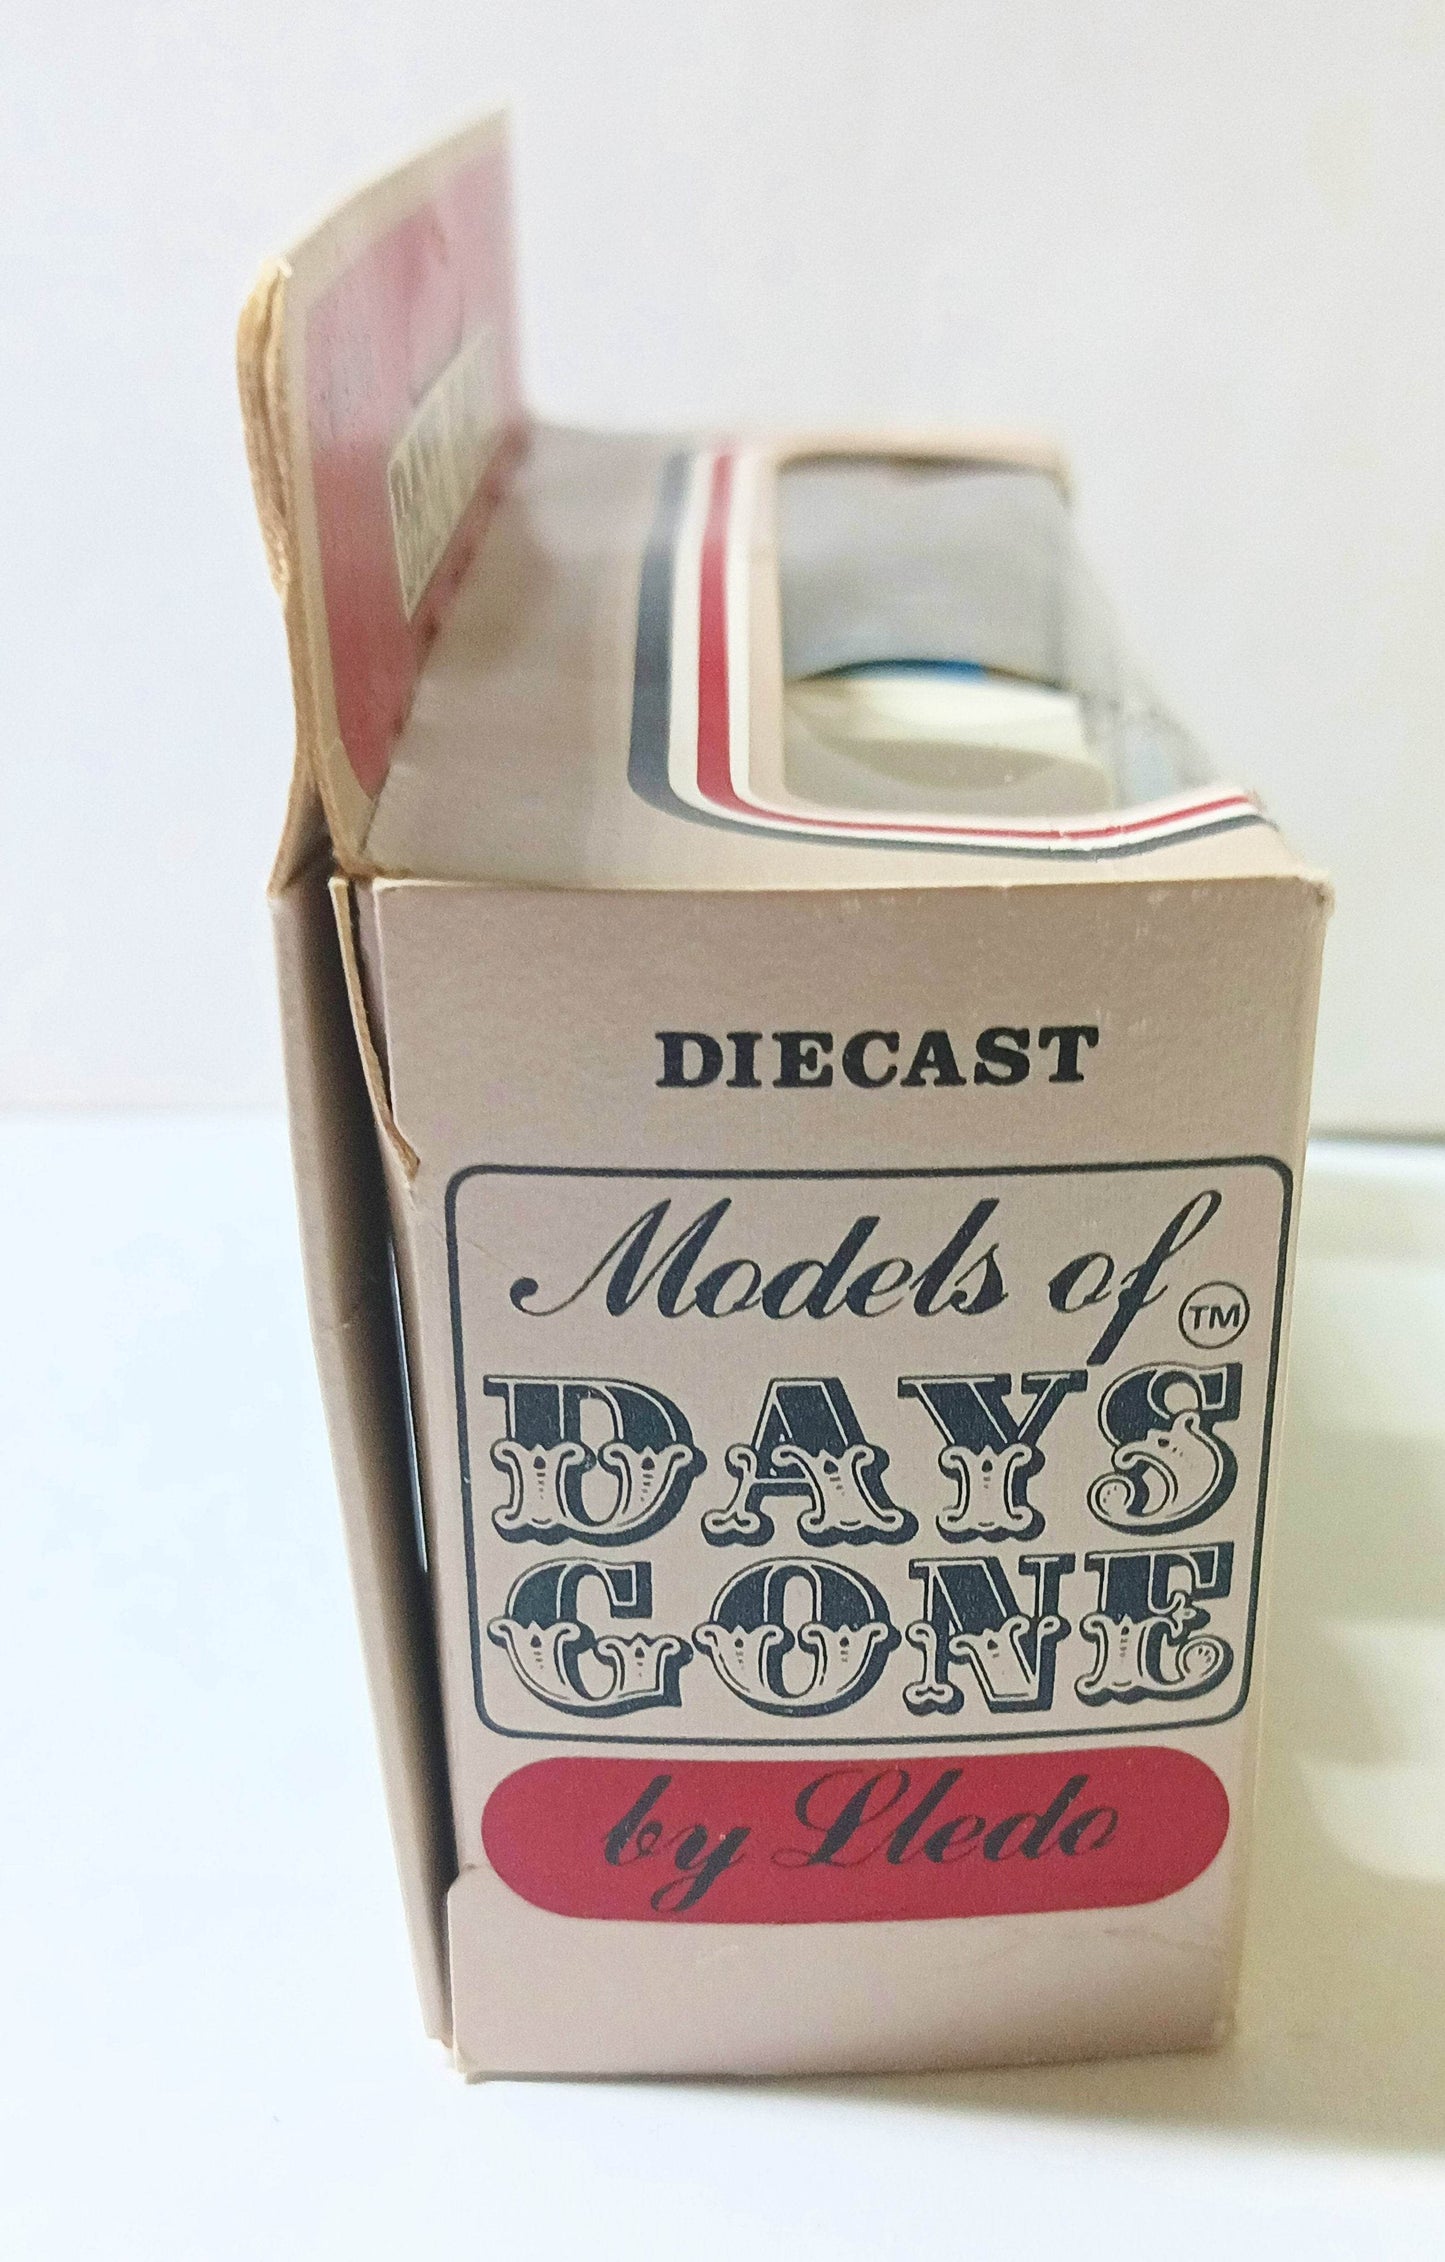 DIECAST
Models of
TM
DAYS
GONE
by Lledo